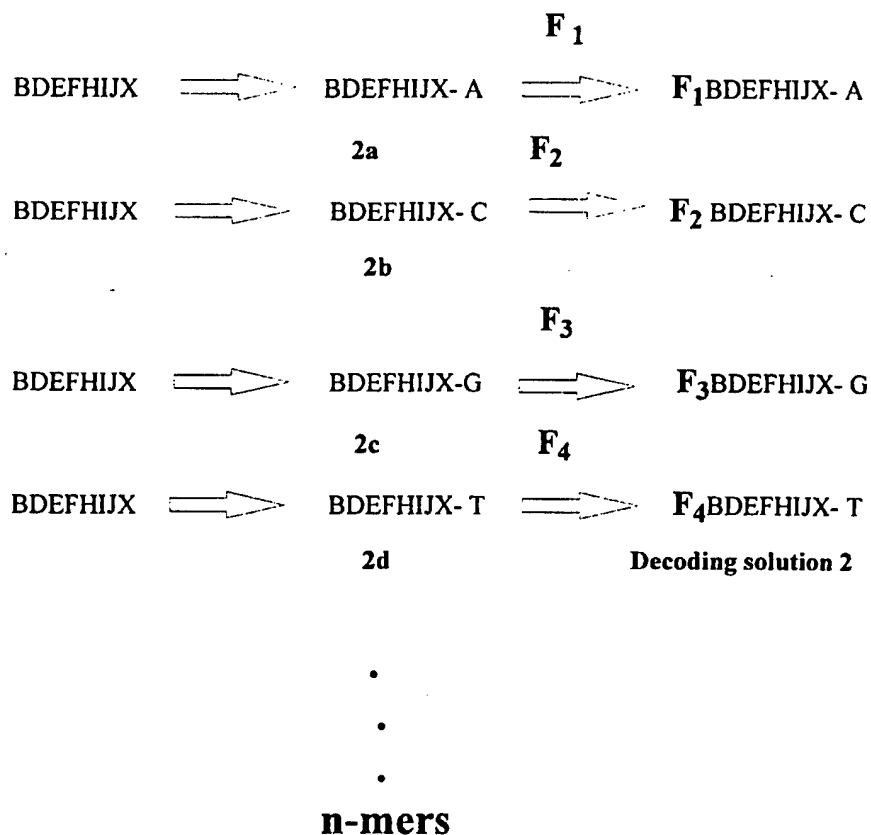 F 1
BDEFHIJX BDEFHIJX- A F1BDEFHIJX- A
2a F2
BDEFHIJX BDEFHIJX- C F2 BDEFHIJX- C
2b
F3
BDEFHIJX BDEFHIJX-G F3BDEFHIJX- G
2c F4
BDEFHIJX BDEFHIJX- T F4BDEFHIJX- T
2d Decoding solution 2
n-mers